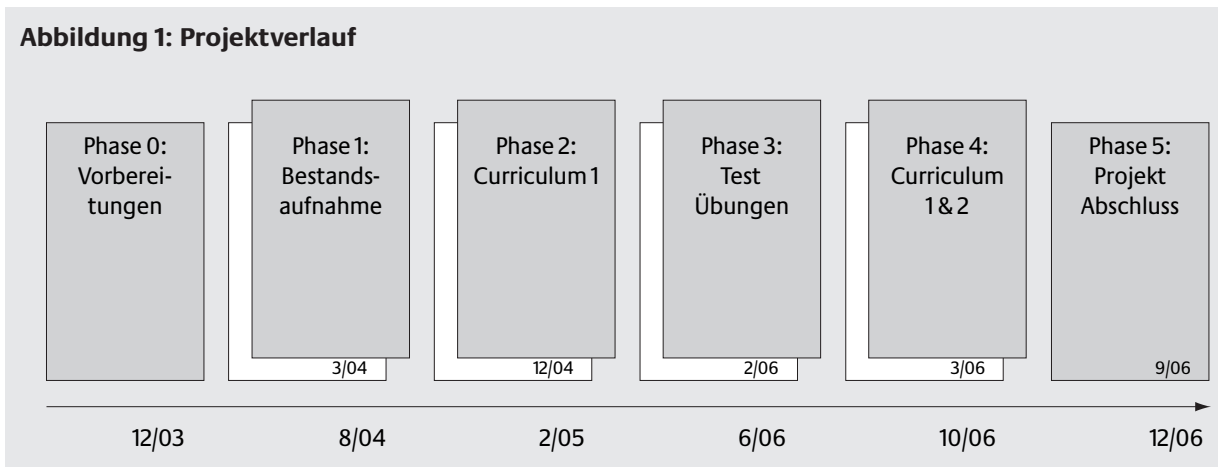 Abbildung 1: Projektverlauf
Phase 0:
Vorberei-
tungen
Phase 1:
Bestands-
aufnahme
3/04
Phase 2:
Curriculum 1
12/04
Phase 3:
Test
Übungen
2/06
Phase 4:
Curriculum
1 & 2
3/06
Phase 5:
Projekt
Abschluss
9/06
12/03
8/04
2/05
6/06
10/06
12/06